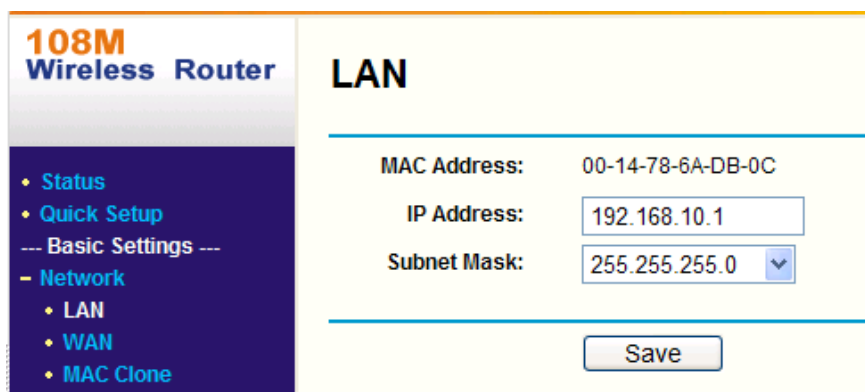 108M
Wireless Router
• Status
• Quick Setup
--- Basic Settings ---
– Network
• LAN
• WAN
• MAC Clone
LAN
MAC Address: 00-14-78-6A-DB-0C
IP Address: 192.168.10.1
Subnet Mask: 255.255.255.0
Save